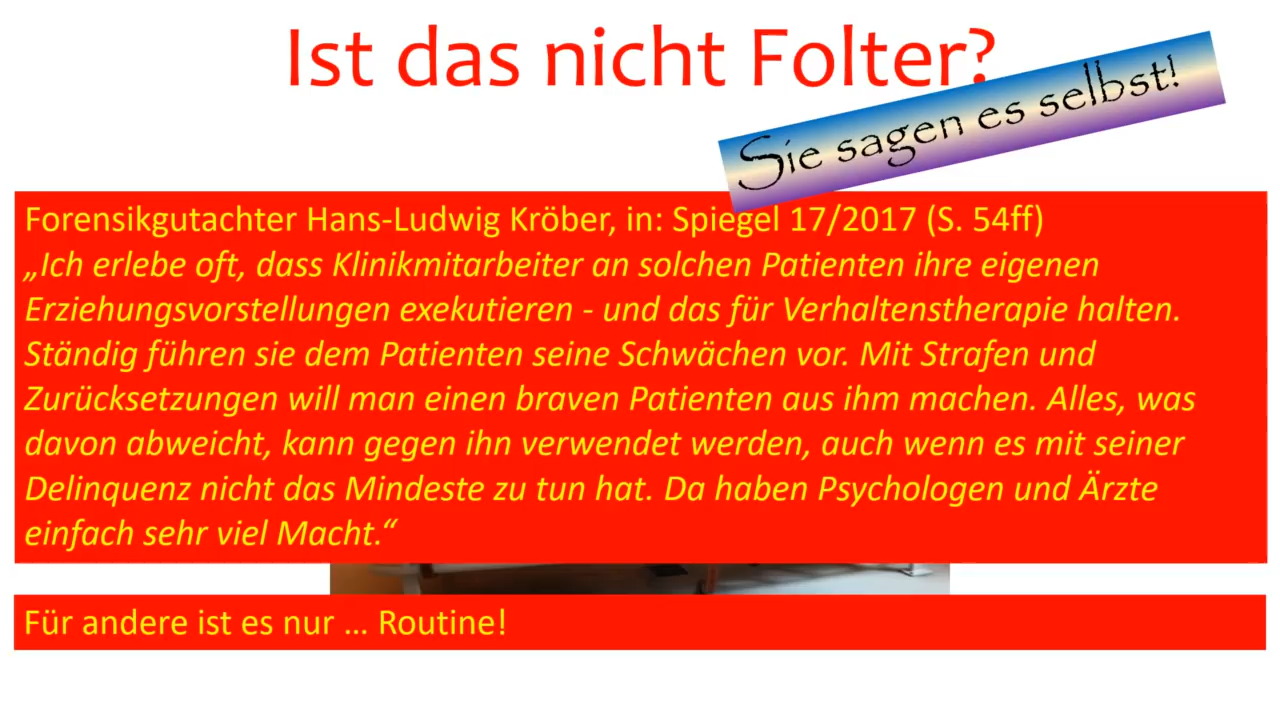 Ist das nicht Folter?
Sie sagen es selbst!
Forensikgutachter Hans-Ludwig Kröber, in: Spiegel 17/2017 (S. 54ff)
„Ich erlebe oft, dass Klinikmitarbeiter an solchen Patienten ihre eigenen
Erziehungsvorstellungen exekutieren - und das für Verhaltenstherapie halten.
Ständig führen sie dem Patienten seine Schwächen vor. Mit Strafen und
Zurücksetzungen will man einen braven Patienten aus ihm machen. Alles, was
davon abweicht, kann gegen ihn verwendet werden, auch wenn es mit seiner
Delinquenz nicht das Mindeste zu tun hat. Da haben Psychologen und Ärzte
einfach sehr viel Macht.“
Für andere ist es nur … Routine!